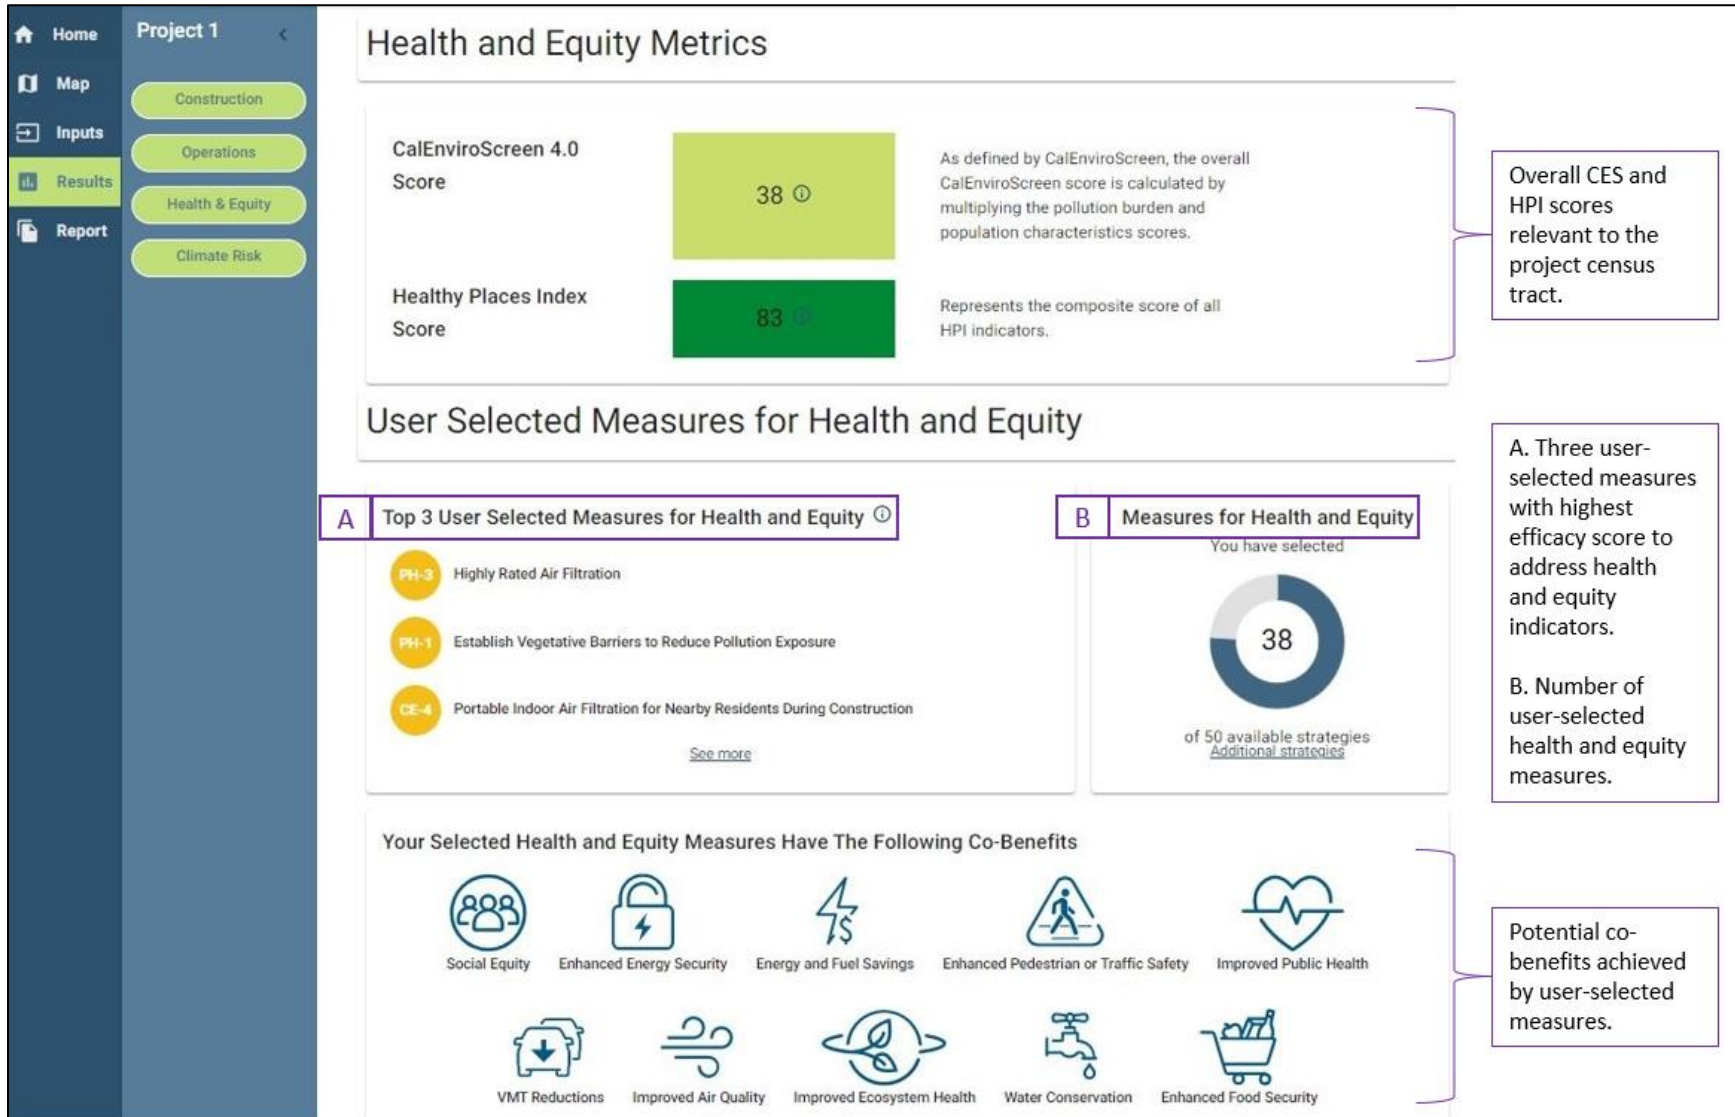 Home
Map
Inputs
Results
Report
Project 1
Construction
Operations
Health & Equity
Climate Risk
Health and Equity Metrics
CalEnviroScreen 4.0
Score
38
As defined by CalEnviroScreen, the overall
CalEnviroScreen score is calculated by
multiplying the pollution burden and
population characteristics scores.
Healthy Places Index
Score
83
Represents the composite score of all
HPI indicators.
Overall CES and
HPI scores
relevant to the
project census
tract.
User Selected Measures for Health and Equity
A
Top 3 User Selected Measures for Health and Equity
PH-3 Highly Rated Air Filtration
PH-1 Establish Vegetative Barriers to Reduce Pollution Exposure
CE-4 Portable Indoor Air Filtration for Nearby Residents During Construction
See more
B
Measures for Health and Equity
You have selected
38
of 50 available strategies
Additional strategies
A. Three user-
selected measures
with highest
efficacy score to
address health
and equity
indicators.
B. Number of
user-selected
health and equity
measures.
Your Selected Health and Equity Measures Have The Following Co-Benefits
Social Equity
Enhanced Energy Security
Energy and Fuel Savings
Enhanced Pedestrian or Traffic Safety
Improved Public Health
VMT Reductions
Improved Air Quality
Improved Ecosystem Health
Water Conservation
Enhanced Food Security
Potential co-
benefits achieved
by user-selected
measures.